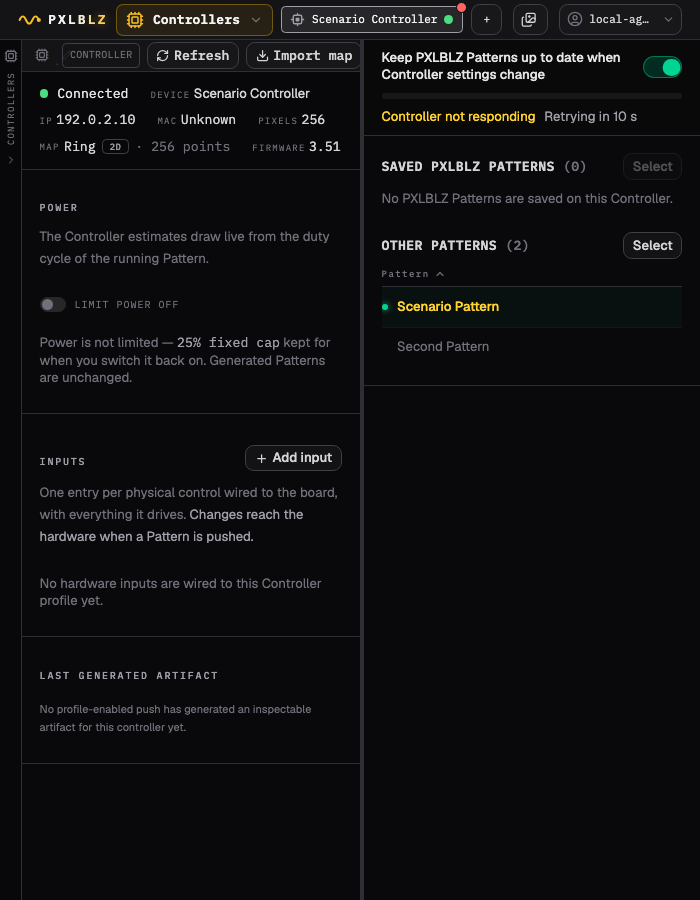 PXLBLZ Controllers Scenario Controller + local-ag…
CONTROLLERS
CONTROLLER Refresh Import map
Connected DEVICE Scenario Controller
IP 192.0.2.10 MAC Unknown PIXELS 256
MAP Ring 2D · 256 points FIRMWARE 3.51
POWER
The Controller estimates draw live from the duty
cycle of the running Pattern.
LIMIT POWER OFF
Power is not limited — 25% fixed cap kept for
when you switch it back on. Generated Patterns
are unchanged.
INPUTS + Add input
One entry per physical control wired to the board,
with everything it drives. Changes reach the
hardware when a Pattern is pushed.
No hardware inputs are wired to this Controller
profile yet.
LAST GENERATED ARTIFACT
No profile-enabled push has generated an inspectable
artifact for this controller yet.
Keep PXLBLZ Patterns up to date when
Controller settings change
Controller not responding Retrying in 10 s
SAVED PXLBLZ PATTERNS (0) Select
No PXLBLZ Patterns are saved on this Controller.
OTHER PATTERNS (2) Select
Pattern
Scenario Pattern
Second Pattern